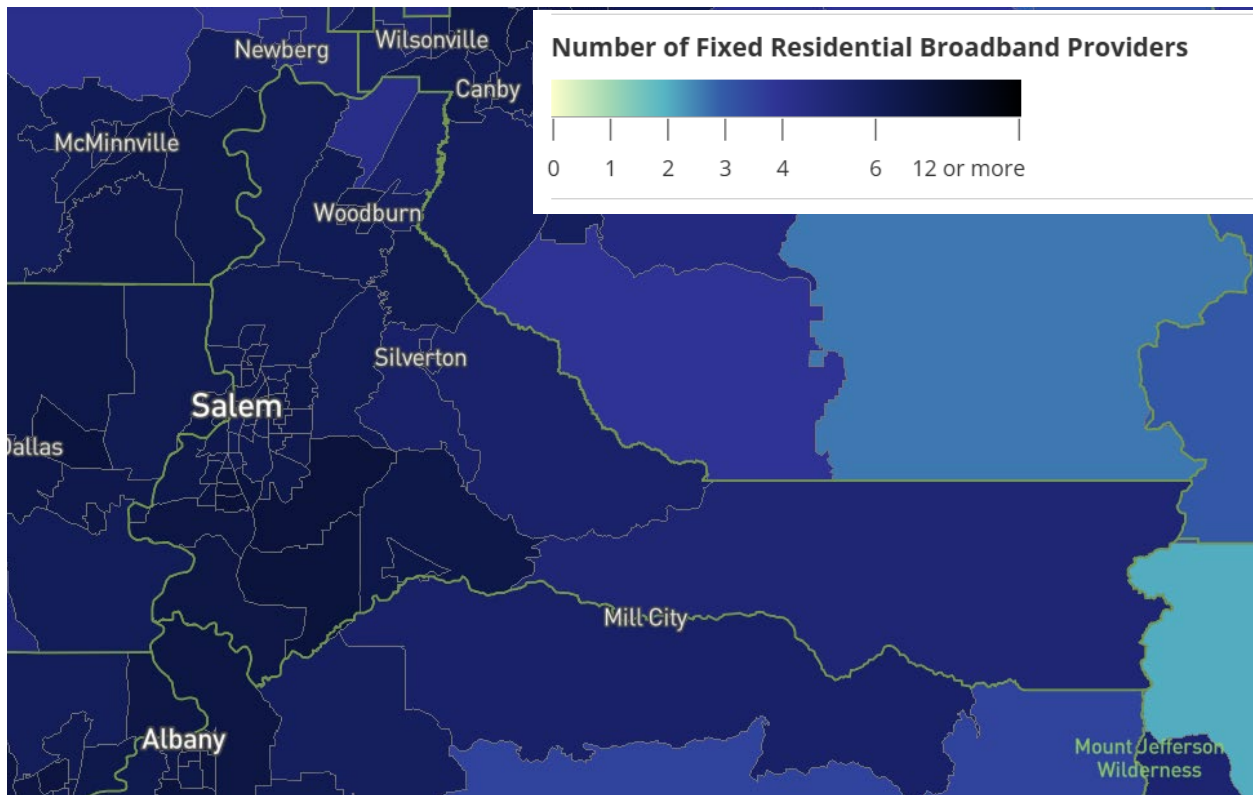 Newberg
Wilsonville
Canby
Number of Fixed Residential Broadband Providers
0 1 2 3 4 6 12 or more
McMinnville
Woodburn
Silverton
Salem
Dallas
Mill City
Albany
Mount Jefferson
Wilderness